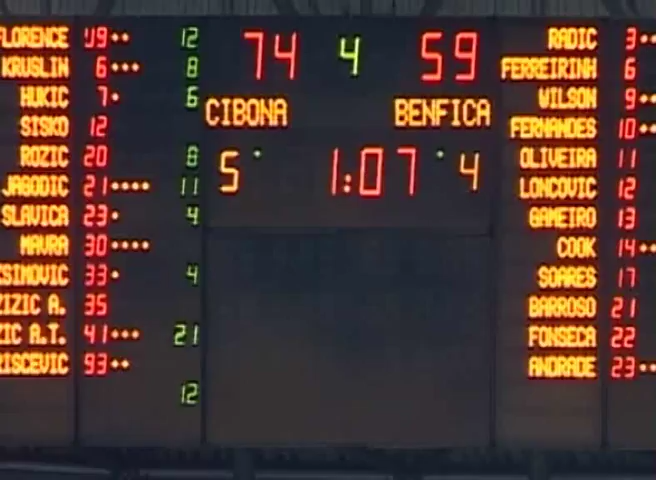 FLORENCE 09•• 12
KRUSLIN 6••• 8
HUKIC 7• 6
SISKO 12
ROZIC 20 8
JAGODIC 21•••• 11
SLAVICA 23• 4
MAVRA 30••••
SIMOVIC 33• 4
ZIZIC A. 35
ZIC A.T. 41••• 21
RISCEVIC 93••
12
74 4 59
CIBONA BENFICA
5 1:07 4
RADIC 3••
FERREIRINH 6
WILSON 9••
FERNANDES 10••
OLIVEIRA 11
LONCOVIC 12
GAMEIRO 13
COOK 14••
SOARES 17
BARROSO 21
FONSECA 22
ANDRADE 23••